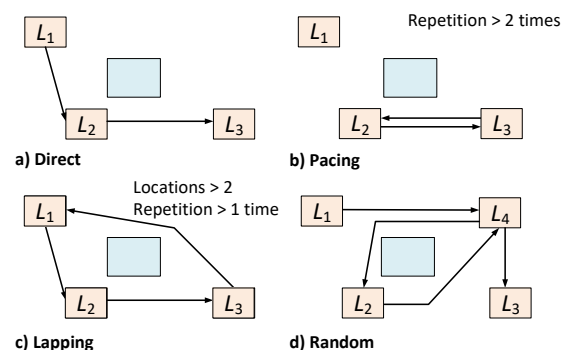 L1
L2
L3
a) Direct
Repetition > 2 times
L1
L2
L3
b) Pacing
Locations > 2
Repetition > 1 time
L1
L2
L3
c) Lapping
L1
L4
L2
L3
d) Random